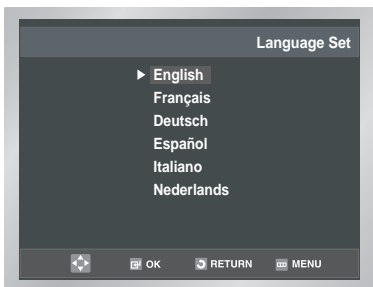 Language Set
English
Français
Deutsch
Español
Italiano
Nederlands
OK RETURN MENU